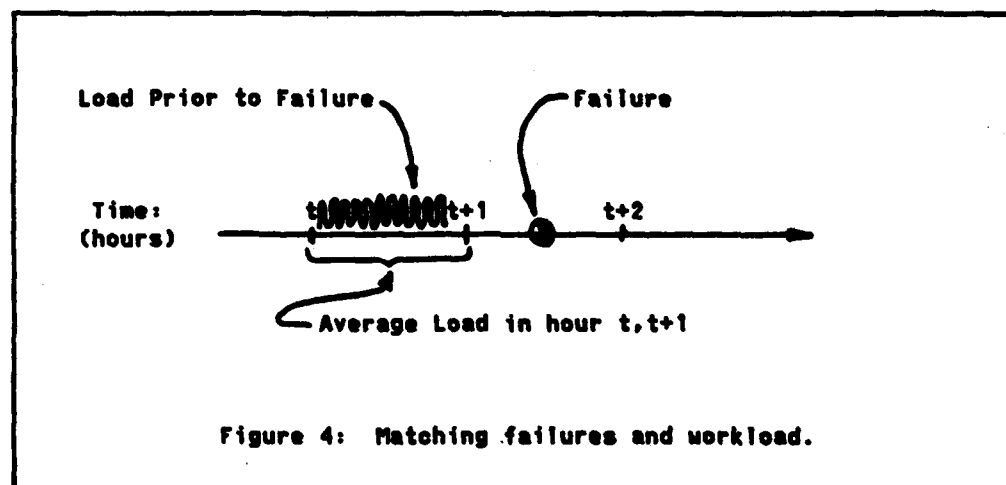 Load Prior to Failure
Failure
Time:
(hours)
t
t+1
t+2
Average Load in hour t,t+1
Figure 4: Matching failures and workload.